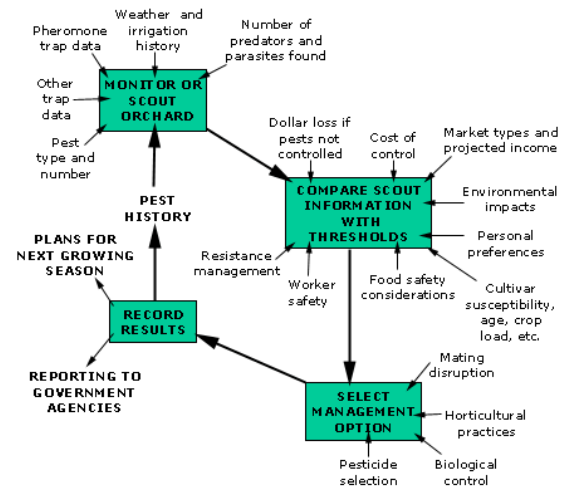 Weather and
irrigation
history
Pheromone
trap data
Number of
predators and
parasites found
Other
trap
data
MONITOR OR
SCOUT
ORCHARD
Pest
type and
number
Dollar loss if
pests not
controlled
Cost of
control
Market types and
projected income
COMPARE SCOUT
INFORMATION
WITH
THRESHOLDS
Environmental
impacts
Personal
preferences
Resistance
management
Worker
safety
Food safety
considerations
Cultivar
susceptibility,
age, crop
load, etc.
PEST
HISTORY
PLANS FOR
NEXT GROWING
SEASON
RECORD
RESULTS
REPORTING TO
GOVERNMENT
AGENCIES
SELECT
MANAGEMENT
OPTION
Mating
disruption
Horticultural
practices
Pesticide
selection
Biological
control